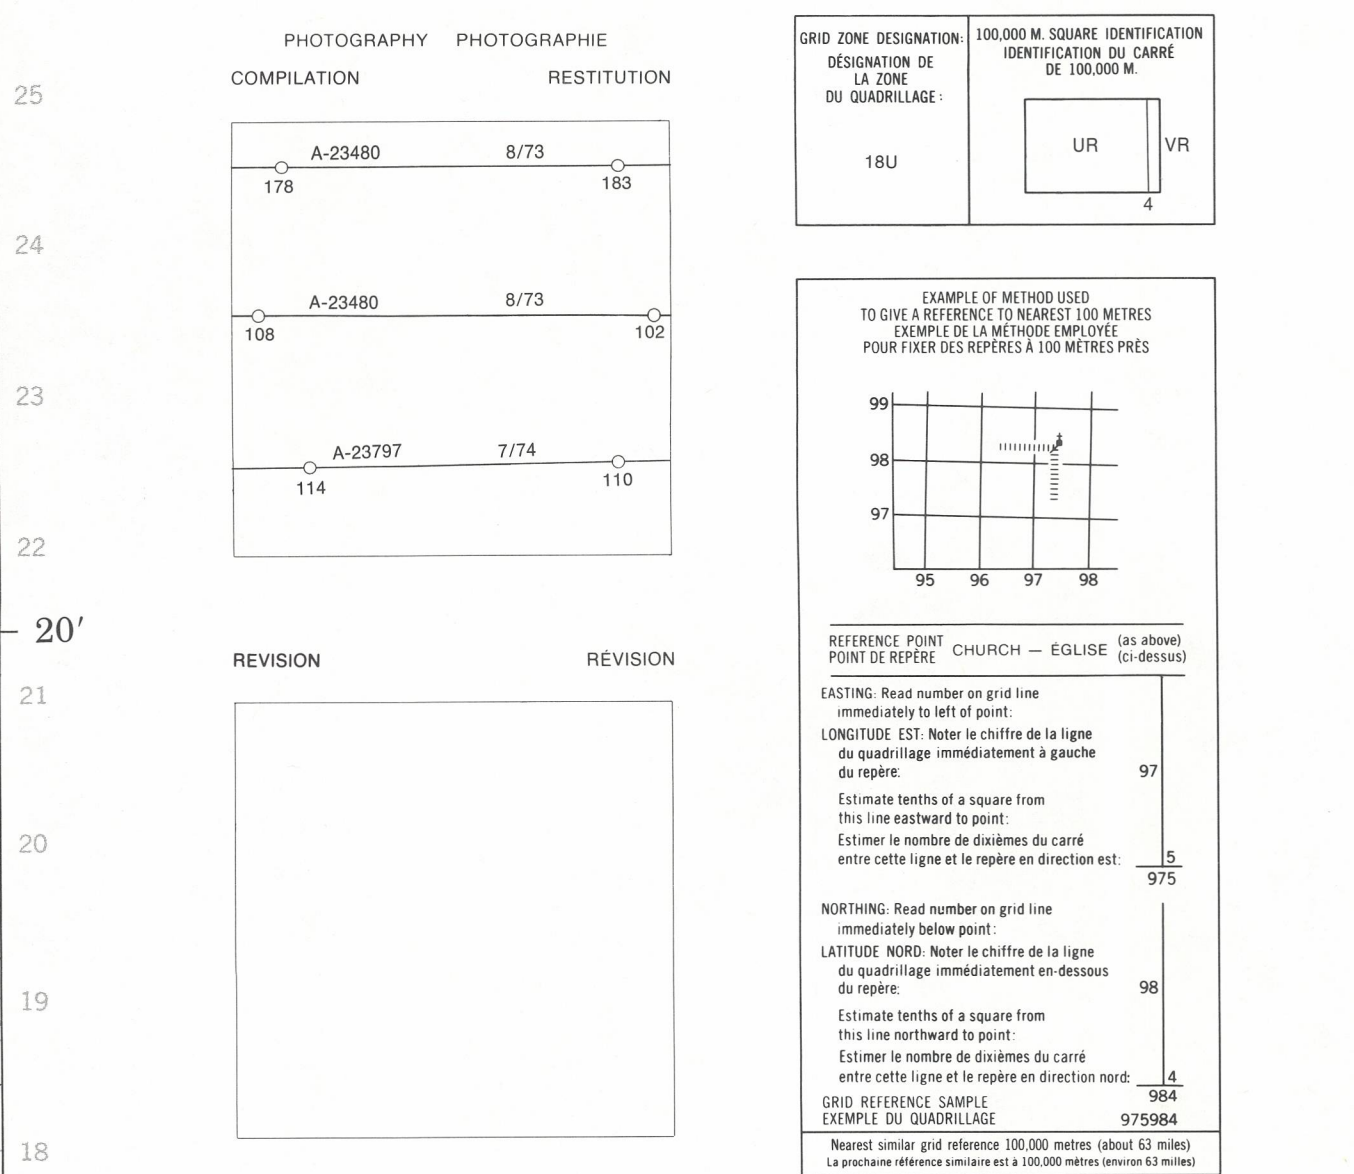 25
24
23
22
20′
21
20
19
18
PHOTOGRAPHY PHOTOGRAPHIE
COMPILATION RESTITUTION
A-23480 8/73
178 183
A-23480 8/73
108 102
A-23797 7/74
114 110
REVISION RÉVISION
GRID ZONE DESIGNATION:
DÉSIGNATION DE
LA ZONE
DU QUADRILLAGE :
18U
100,000 M. SQUARE IDENTIFICATION
IDENTIFICATION DU CARRÉ
DE 100,000 M.
UR VR
4
EXAMPLE OF METHOD USED
TO GIVE A REFERENCE TO NEAREST 100 METRES
EXEMPLE DE LA MÉTHODE EMPLOYÉE
POUR FIXER DES REPÈRES À 100 MÈTRES PRÈS
99
98
97
95 96 97 98
REFERENCE POINT
POINT DE REPÈRE
CHURCH — ÉGLISE
(as above)
(ci-dessus)
EASTING: Read number on grid line
immediately to left of point:
LONGITUDE EST: Noter le chiffre de la ligne
du quadrillage immédiatement à gauche
du repère: 97
Estimate tenths of a square from
this line eastward to point:
Estimer le nombre de dixièmes du carré
entre cette ligne et le repère en direction est: 5
975
NORTHING: Read number on grid line
immediately below point:
LATITUDE NORD: Noter le chiffre de la ligne
du quadrillage immédiatement en-dessous
du repère: 98
Estimate tenths of a square from
this line northward to point:
Estimer le nombre de dixièmes du carré
entre cette ligne et le repère en direction nord: 4
GRID REFERENCE SAMPLE 984
EXEMPLE DU QUADRILLAGE 975984
Nearest similar grid reference 100,000 metres (about 63 miles)
La prochaine référence similaire est à 100,000 mètres (environ 63 milles)